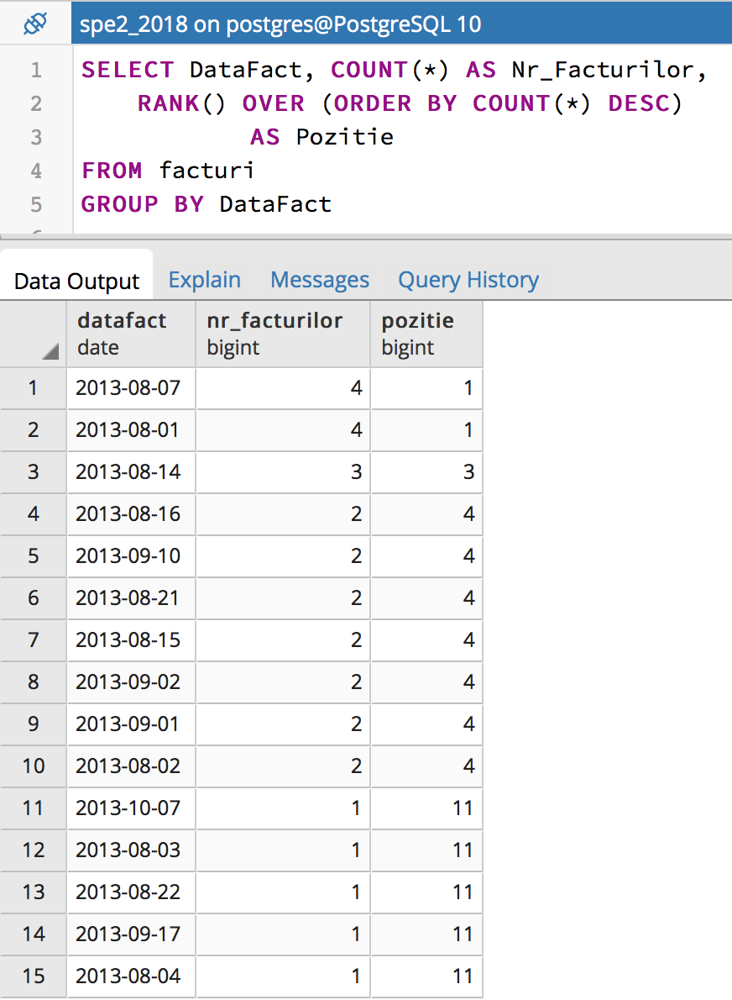 spe2_2018 on postgres@PostgreSQL 10
1 SELECT DataFact, COUNT(*) AS Nr_Facturilor,
2 RANK() OVER (ORDER BY COUNT(*) DESC)
3 AS Pozitie
4 FROM facturi
5 GROUP BY DataFact
Data Output Explain Messages Query History
datafact nr_facturilor pozitie
date bigint bigint
1 2013-08-07 4 1
2 2013-08-01 4 1
3 2013-08-14 3 3
4 2013-08-16 2 4
5 2013-09-10 2 4
6 2013-08-21 2 4
7 2013-08-15 2 4
8 2013-09-02 2 4
9 2013-09-01 2 4
10 2013-08-02 2 4
11 2013-10-07 1 11
12 2013-08-03 1 11
13 2013-08-22 1 11
14 2013-09-17 1 11
15 2013-08-04 1 11